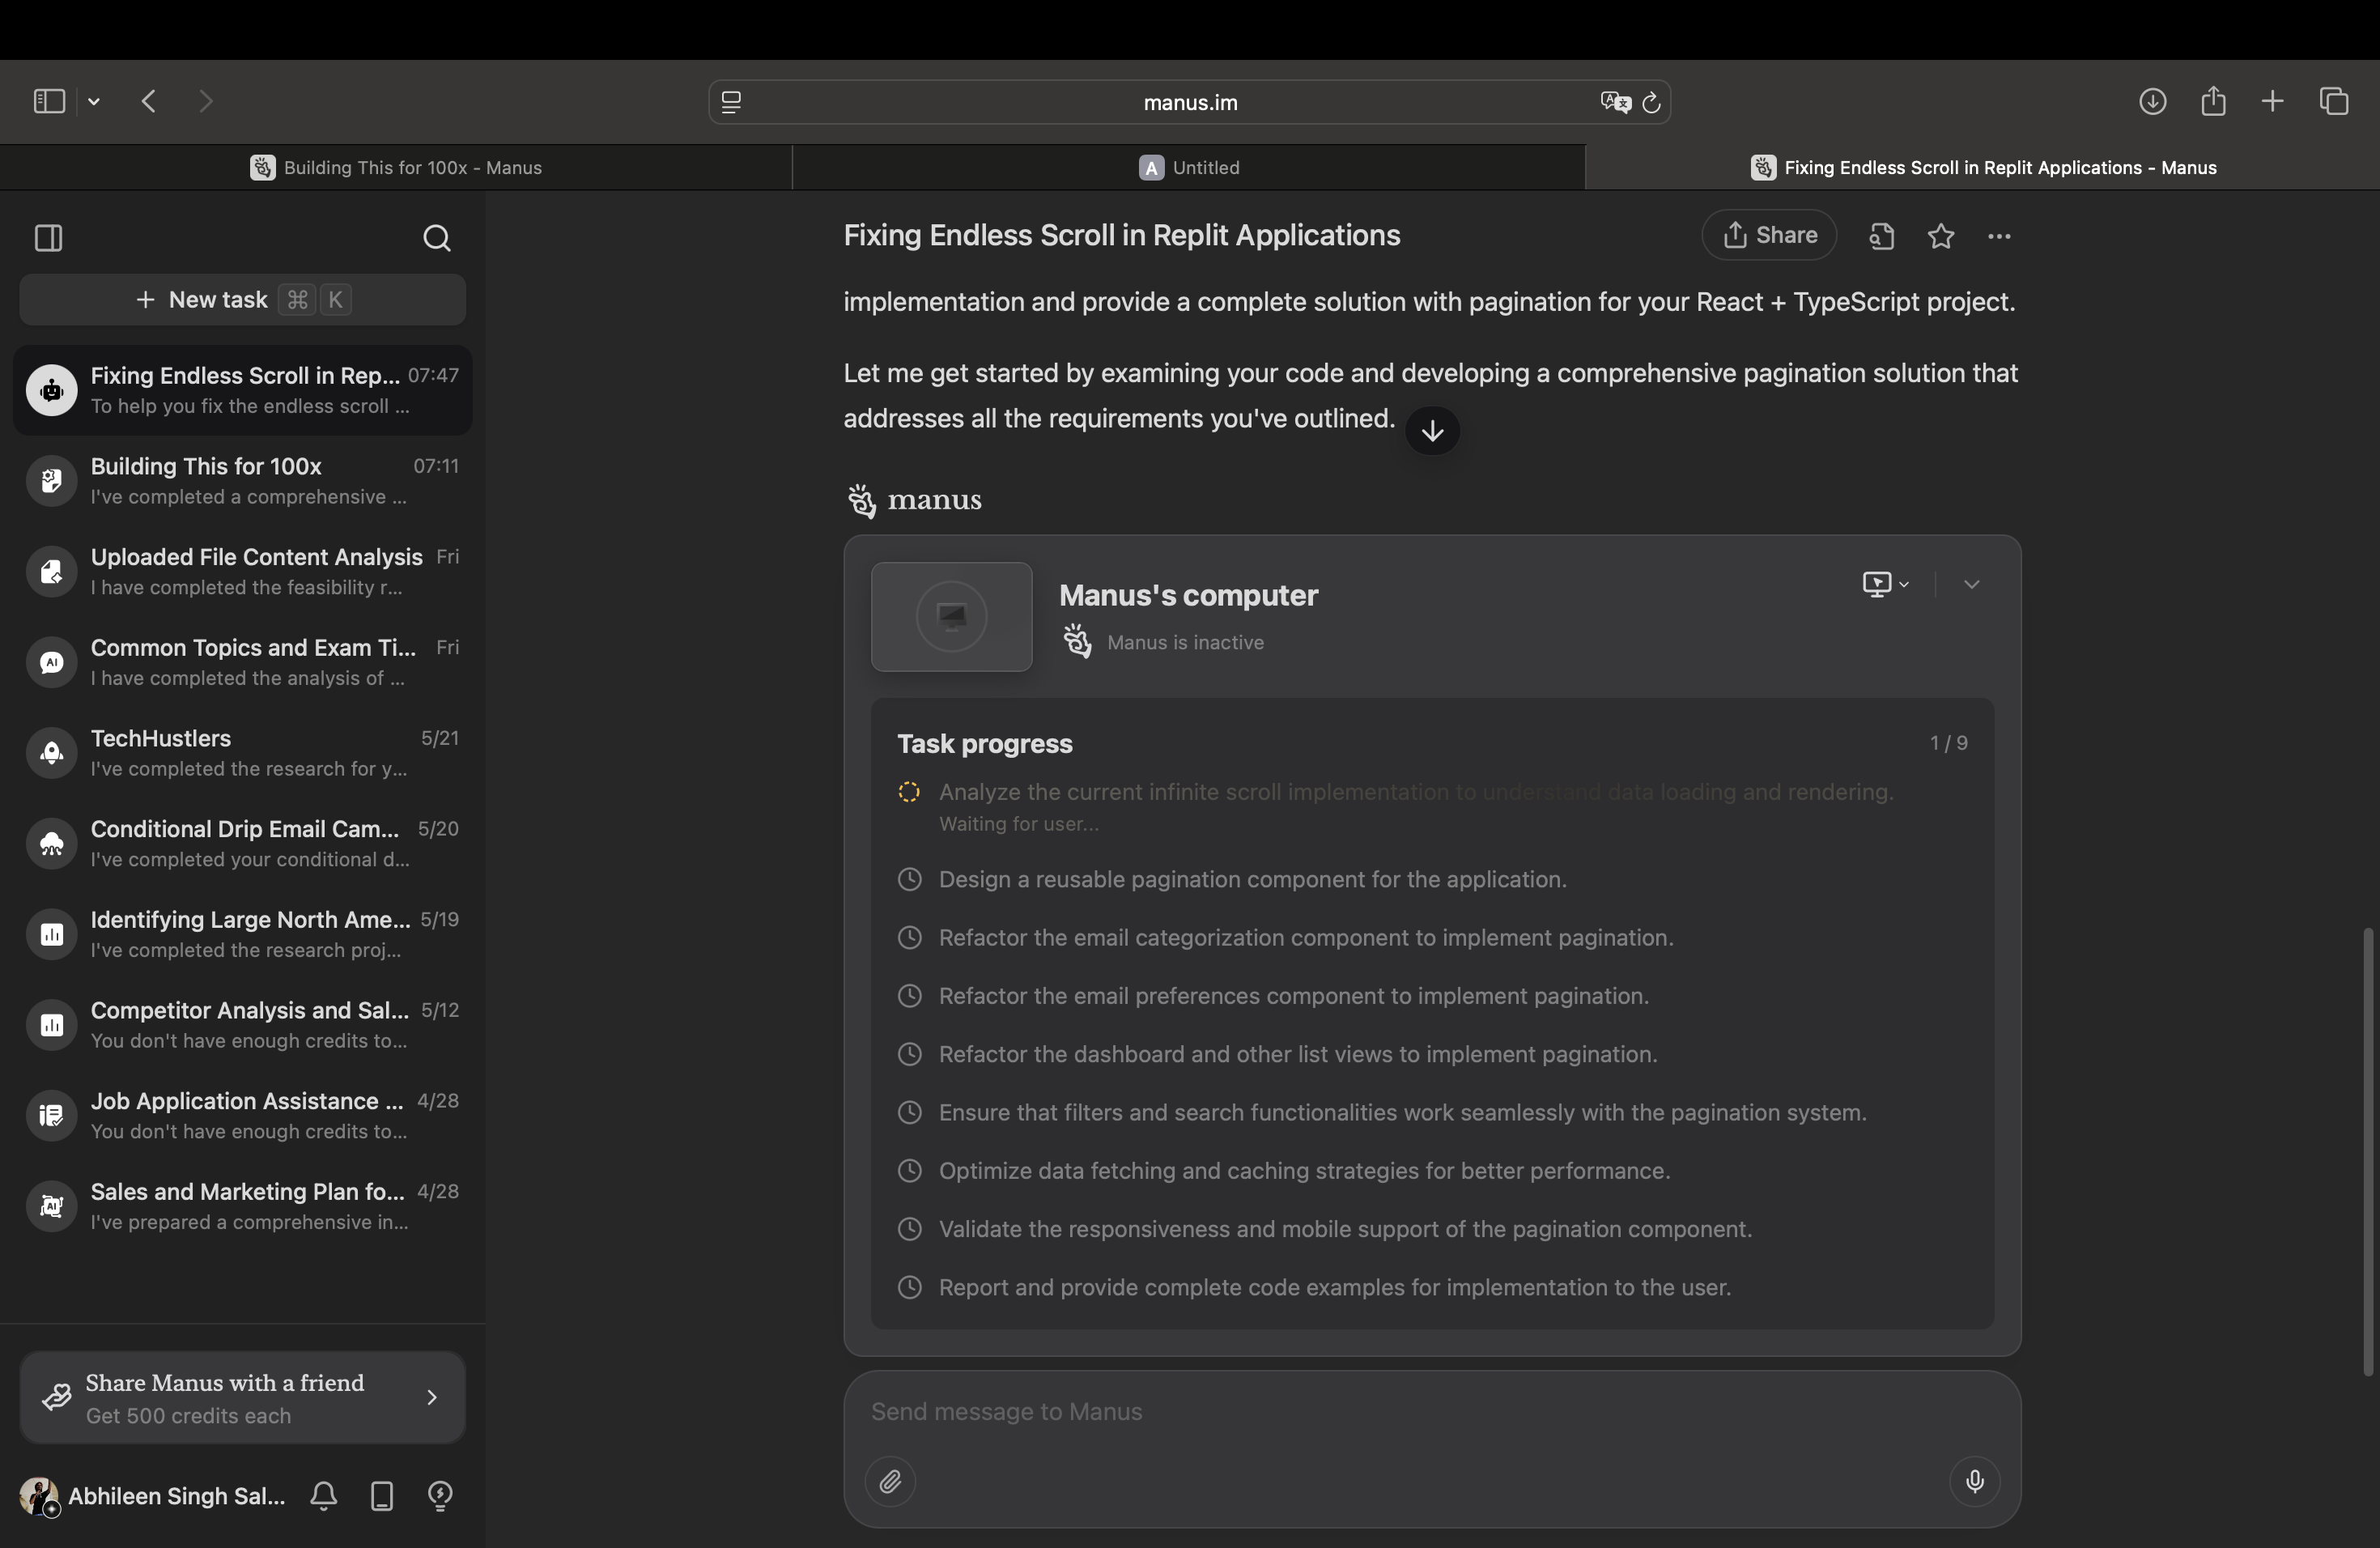 manus.im
Building This for 100x - Manus
A Untitled
Fixing Endless Scroll in Replit Applications - Manus
New task ⌘ K
Fixing Endless Scroll in Rep... 07:47
To help you fix the endless scroll ...
Building This for 100x 07:11
I've completed a comprehensive ...
Uploaded File Content Analysis Fri
I have completed the feasibility r...
Common Topics and Exam Ti... Fri
I have completed the analysis of ...
TechHustlers 5/21
I've completed the research for y...
Conditional Drip Email Cam... 5/20
I've completed your conditional d...
Identifying Large North Ame... 5/19
I've completed the research proj...
Competitor Analysis and Sal... 5/12
You don't have enough credits to...
Job Application Assistance ... 4/28
You don't have enough credits to...
Sales and Marketing Plan fo... 4/28
I've prepared a comprehensive in...
Share Manus with a friend
Get 500 credits each
Abhileen Singh Sal...
Fixing Endless Scroll in Replit Applications
Share
implementation and provide a complete solution with pagination for your React + TypeScript project.
Let me get started by examining your code and developing a comprehensive pagination solution that
addresses all the requirements you've outlined.
manus
Manus's computer
Manus is inactive
Task progress 1 / 9
Analyze the current infinite scroll implementation to understand data loading and rendering.
Waiting for user...
Design a reusable pagination component for the application.
Refactor the email categorization component to implement pagination.
Refactor the email preferences component to implement pagination.
Refactor the dashboard and other list views to implement pagination.
Ensure that filters and search functionalities work seamlessly with the pagination system.
Optimize data fetching and caching strategies for better performance.
Validate the responsiveness and mobile support of the pagination component.
Report and provide complete code examples for implementation to the user.
Send message to Manus